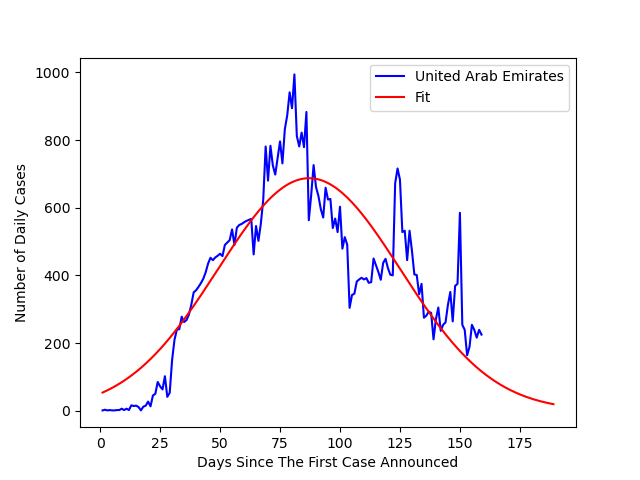 United Arab Emirates
Fit
Number of Daily Cases
1000
800
600
400
200
0
0 25 50 75 100 125 150 175
Days Since The First Case Announced